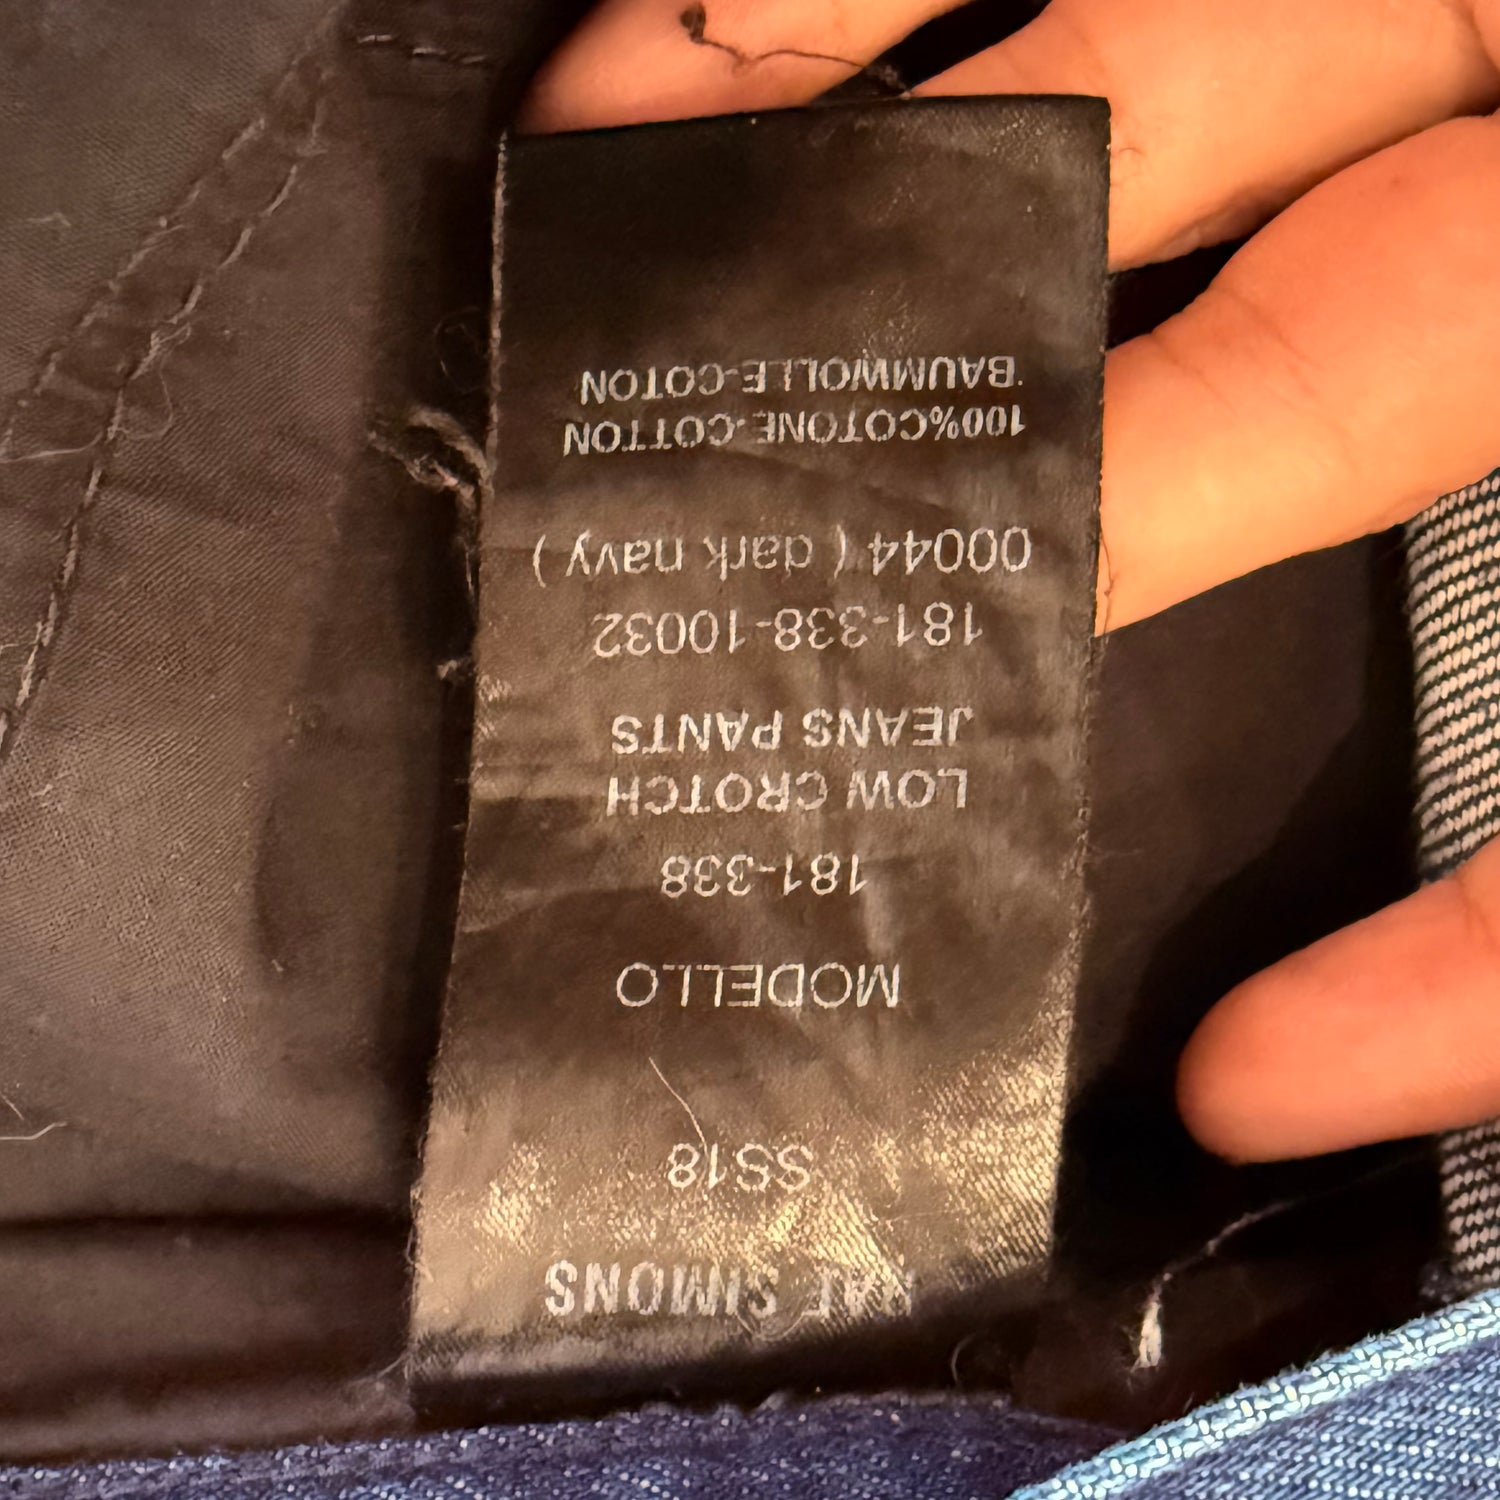 RAF SIMONS
SS18
MODELLO
181-338
LOW CROTCH
JEANS PANTS
181-338-10032
00044 ( dark navy )
100%COTONE-COTTON
BAUMWOLLE-COTON